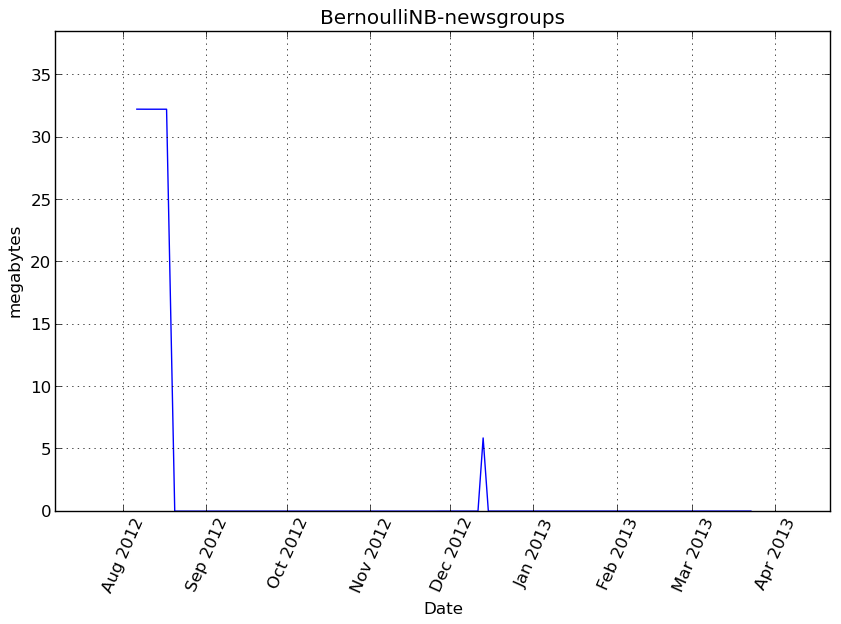 BernoulliNB-newsgroups
35
30
25
20
15
10
5
0
megabytes
Aug 2012
Sep 2012
Oct 2012
Nov 2012
Dec 2012
Jan 2013
Feb 2013
Mar 2013
Apr 2013
Date